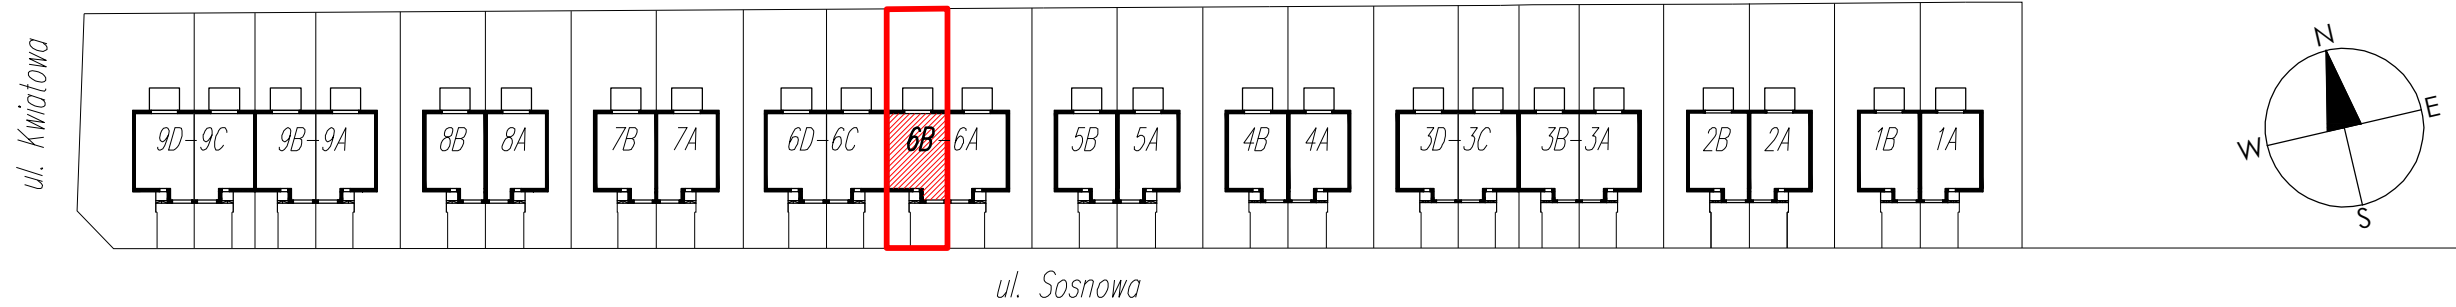 ul. Kwiatowa
9D-9C 9B-9A 8B 8A 7B 7A 6D-6C 6B-6A 5B 5A 4B 4A 3D-3C 3B-3A 2B 2A 1B 1A
N
E
W
S
ul. Sosnowa